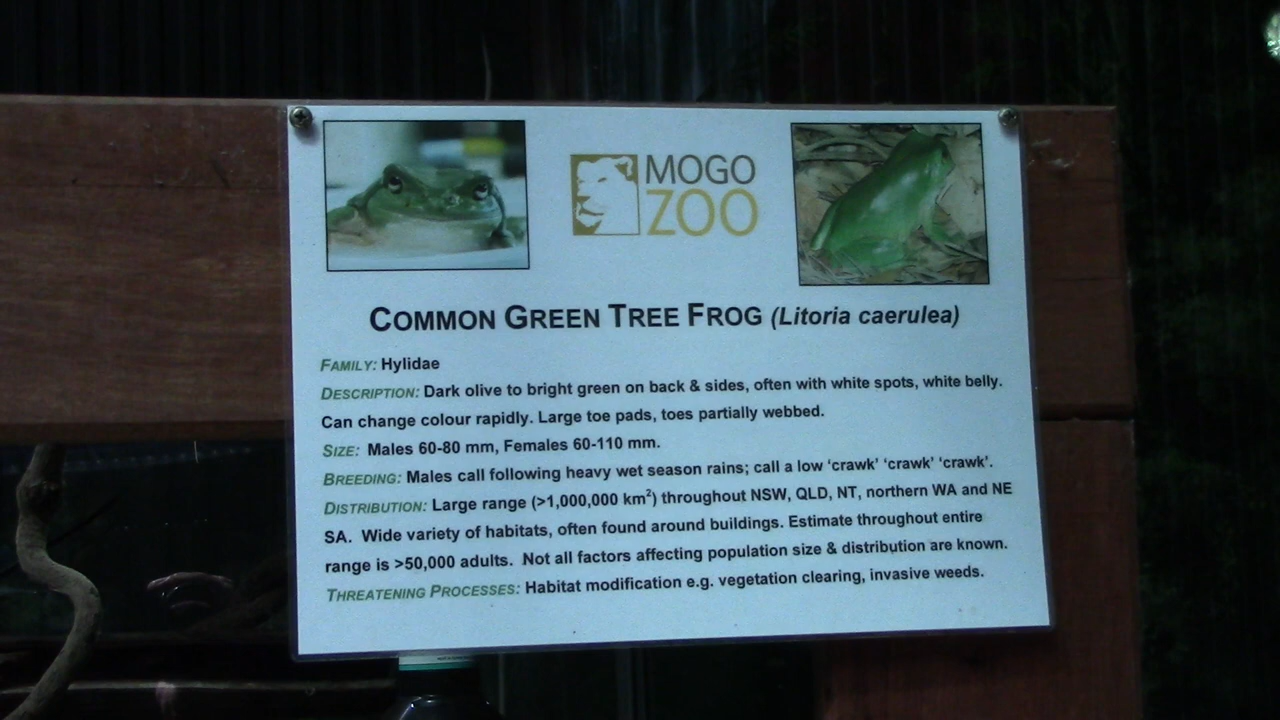 MOGO
ZOO
COMMON GREEN TREE FROG (Litoria caerulea)
FAMILY: Hylidae
DESCRIPTION: Dark olive to bright green on back & sides, often with white spots, white belly.
Can change colour rapidly. Large toe pads, toes partially webbed.
SIZE: Males 60-80 mm, Females 60-110 mm.
BREEDING: Males call following heavy wet season rains; call a low ‘crawk’ ‘crawk’ ‘crawk’.
DISTRIBUTION: Large range (>1,000,000 km²) throughout NSW, QLD, NT, northern WA and NE
SA. Wide variety of habitats, often found around buildings. Estimate throughout entire
range is >50,000 adults. Not all factors affecting population size & distribution are known.
THREATENING PROCESSES: Habitat modification e.g. vegetation clearing, invasive weeds.